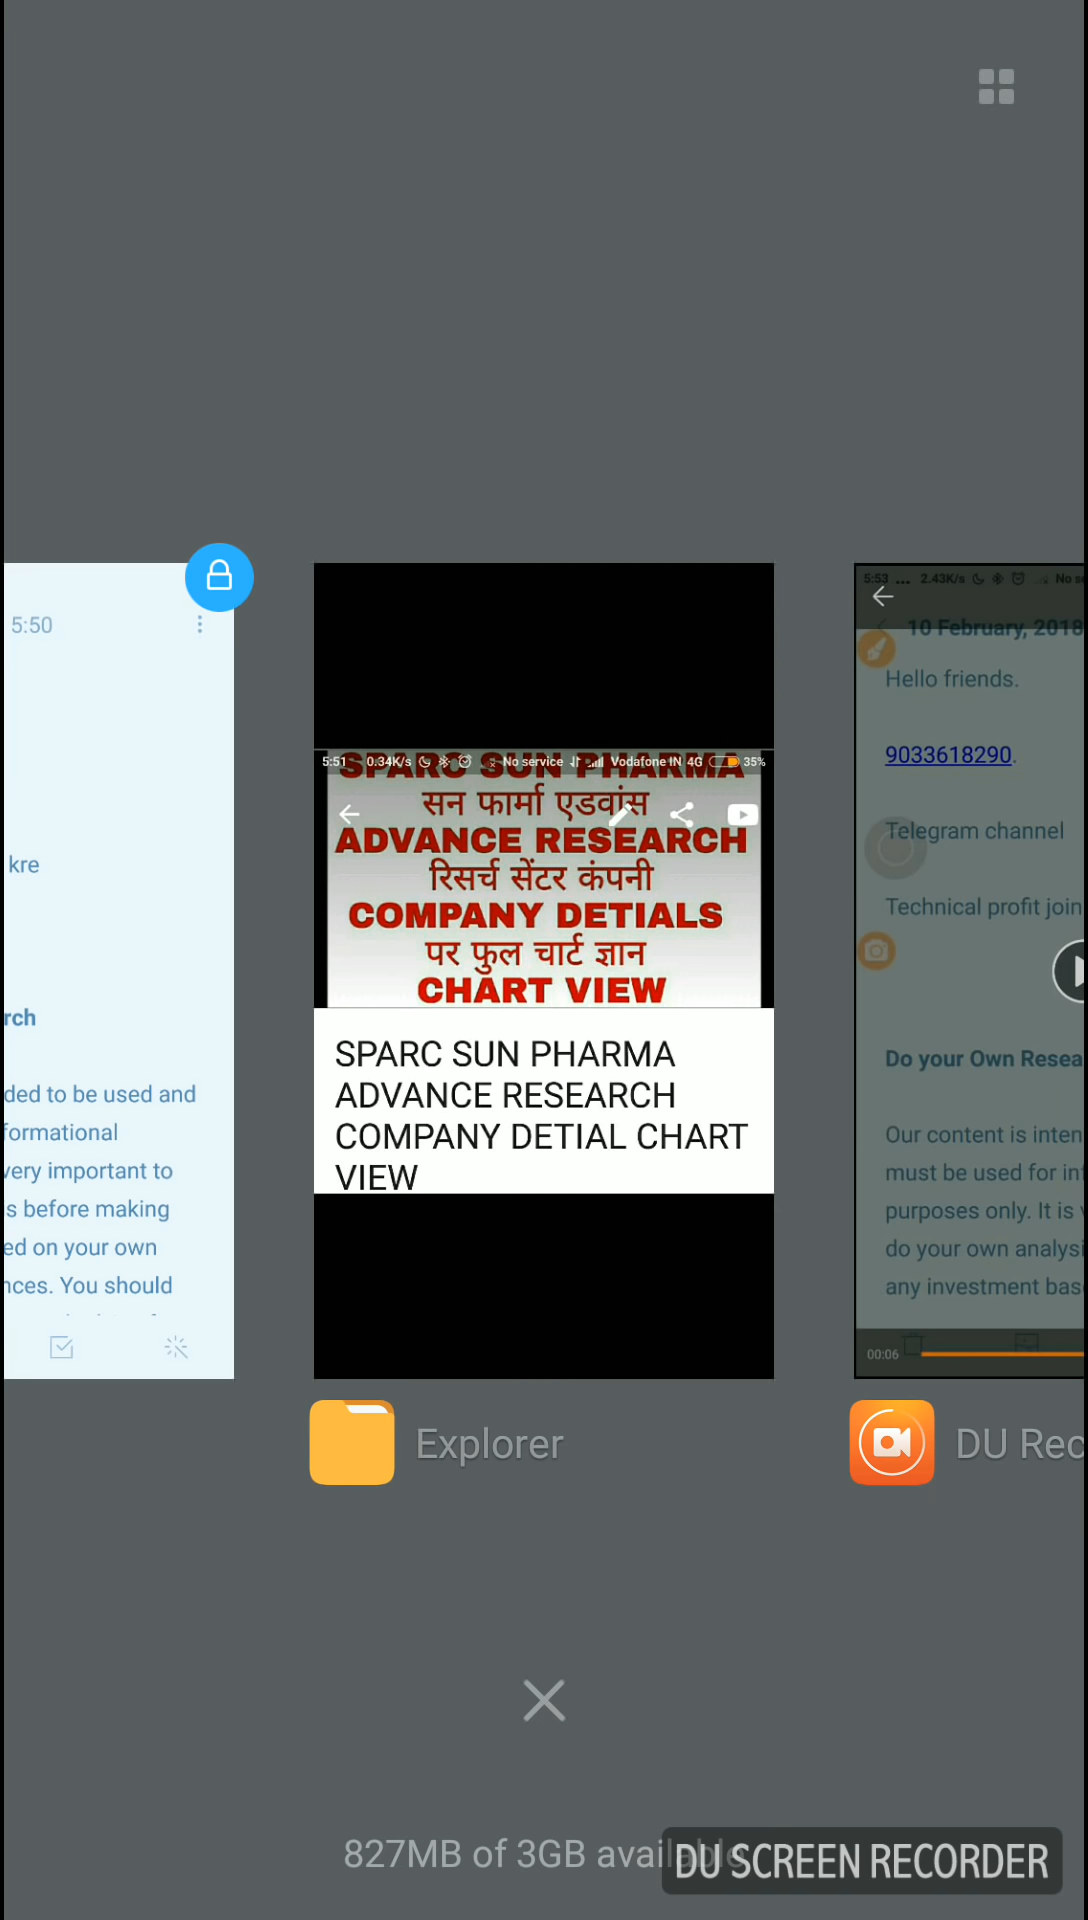 5:50
kre
rch
ded to be used and
formational
very important to
s before making
ed on your own
nces. You should
5:51 0.34K/s No service Vodafone IN 4G 35%
SPARC SUN PHARMA
सन फार्मा एडवांस
ADVANCE RESEARCH
रिसर्च सेंटर कंपनी
COMPANY DETIALS
पर फुल चार्ट ज्ञान
CHART VIEW
SPARC SUN PHARMA
ADVANCE RESEARCH
COMPANY DETIAL CHART
VIEW
Explorer
5:53 ... 2.43K/s No se
10 February, 2018
Hello friends.
9033618290.
Telegram channel
Technical profit join
Do your Own Resea
Our content is inten
must be used for inf
purposes only. It is v
do your own analysi
any investment bas
00:06
DU Rec
827MB of 3GB available
DU SCREEN RECORDER